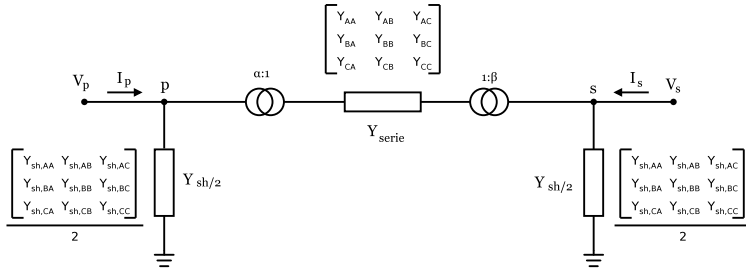 Y_AA Y_AB Y_AC
Y_BA Y_BB Y_BC
Y_CA Y_CB Y_CC
V_p I_p p α:1 1:β s I_s V_s
Y_serie
Y_sh,AA Y_sh,AB Y_sh,AC
Y_sh,BA Y_sh,BB Y_sh,BC
Y_sh,CA Y_sh,CB Y_sh,CC
2
Y_sh/2
Y_sh/2
Y_sh,AA Y_sh,AB Y_sh,AC
Y_sh,BA Y_sh,BB Y_sh,BC
Y_sh,CA Y_sh,CB Y_sh,CC
2